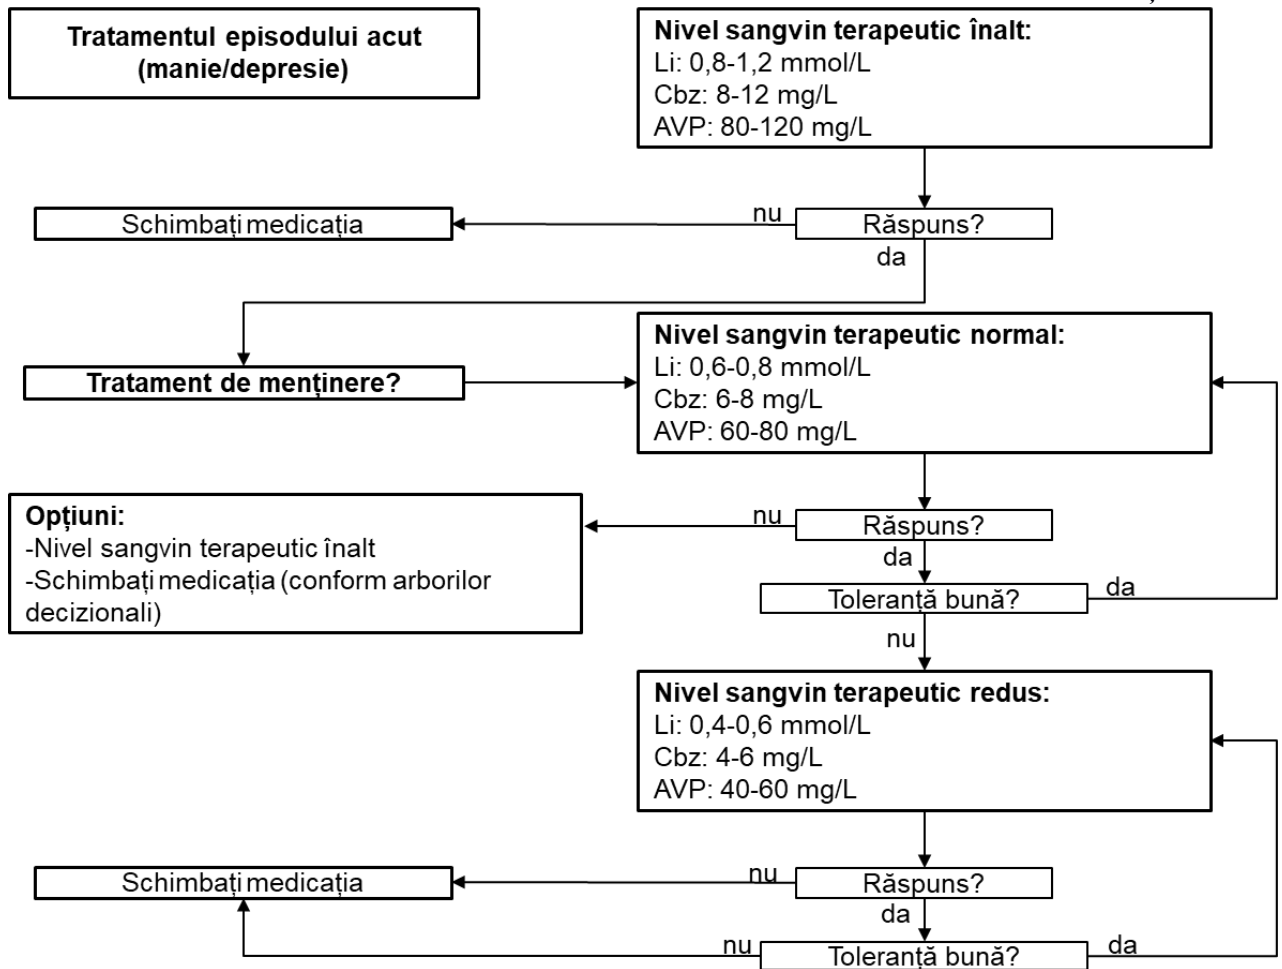 Tratamentul episodului acut
(manie/depresie)
Nivel sangvin terapeutic înalt:
Li: 0,8-1,2 mmol/L
Cbz: 8-12 mg/L
AVP: 80-120 mg/L
Schimbați medicația
nu
Răspuns?
da
Tratament de menținere?
Nivel sangvin terapeutic normal:
Li: 0,6-0,8 mmol/L
Cbz: 6-8 mg/L
AVP: 60-80 mg/L
Opțiuni:
-Nivel sangvin terapeutic înalt
-Schimbați medicația (conform arborilor
decizionali)
nu
Răspuns?
da
Toleranță bună?
da
nu
Nivel sangvin terapeutic redus:
Li: 0,4-0,6 mmol/L
Cbz: 4-6 mg/L
AVP: 40-60 mg/L
Schimbați medicația
nu
Răspuns?
da
nu
Toleranță bună?
da